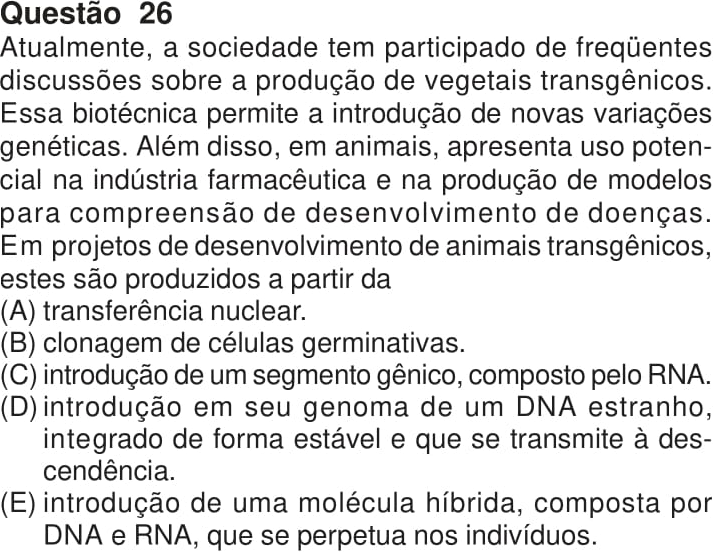 Questão 26
Atualmente, a sociedade tem participado de freqüentes
discussões sobre a produção de vegetais transgênicos.
Essa biotécnica permite a introdução de novas variações
genéticas. Além disso, em animais, apresenta uso poten-
cial na indústria farmacêutica e na produção de modelos
para compreensão de desenvolvimento de doenças.
Em projetos de desenvolvimento de animais transgênicos,
estes são produzidos a partir da
(A) transferência nuclear.
(B) clonagem de células germinativas.
(C) introdução de um segmento gênico, composto pelo RNA.
(D) introdução em seu genoma de um DNA estranho,
integrado de forma estável e que se transmite à des-
cendência.
(E) introdução de uma molécula híbrida, composta por
DNA e RNA, que se perpetua nos indivíduos.